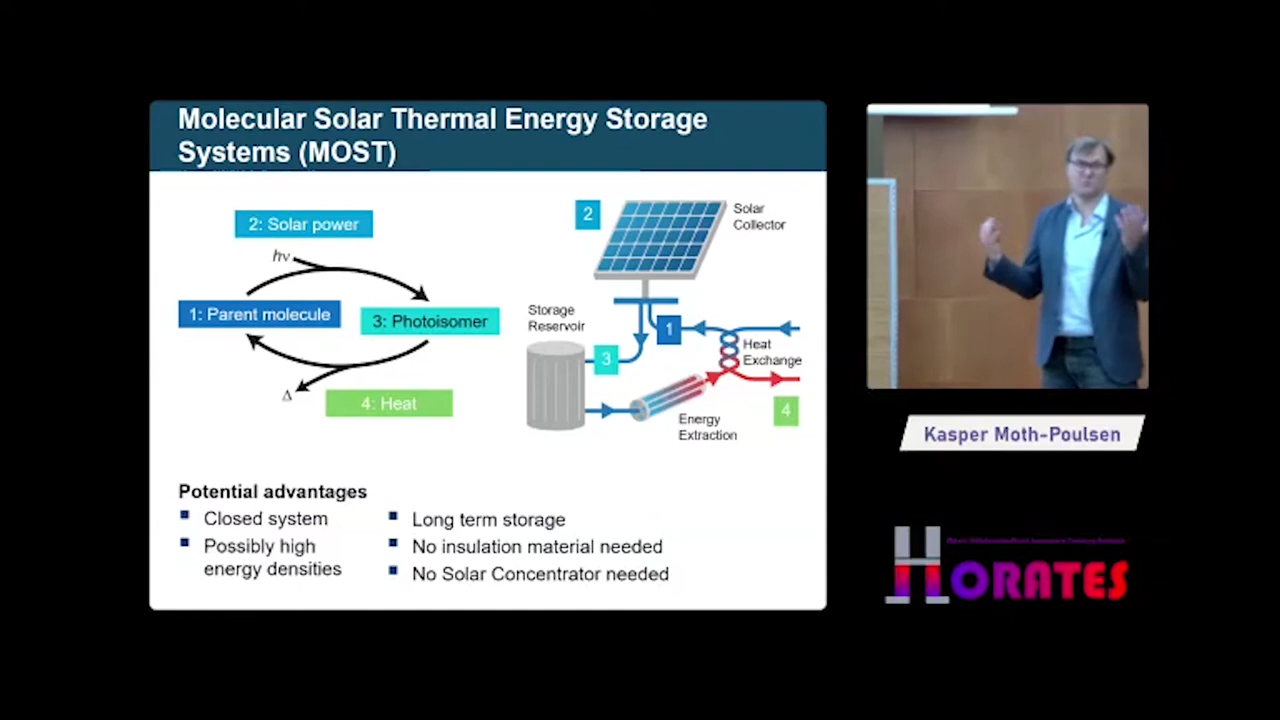 Molecular Solar Thermal Energy Storage
Systems (MOST)
2: Solar power
hν
1: Parent molecule
3: Photoisomer
Δ
4: Heat
2
Solar
Collector
Storage
Reservoir
1
3
Heat
Exchange
4
Energy
Extraction
Potential advantages
Closed system
Possibly high
energy densities
Long term storage
No insulation material needed
No Solar Concentrator needed
Kasper Moth-Poulsen
HORATES